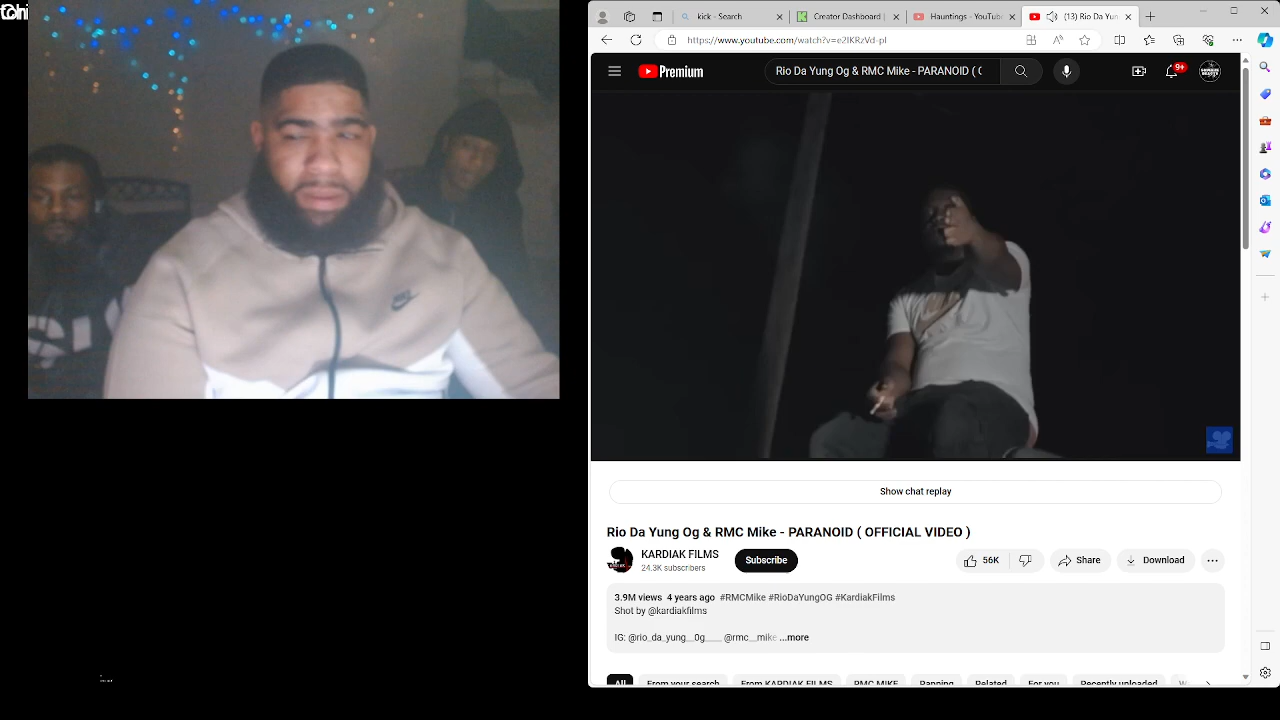 kick - Search
Creator Dashboard |
Hauntings - YouTube
(13) Rio Da Yun
https://www.youtube.com/watch?v=e2IKRzVd-pI
Premium
Rio Da Yung Og & RMC Mike - PARANOID (
9+
Show chat replay
Rio Da Yung Og & RMC Mike - PARANOID ( OFFICIAL VIDEO )
KARDIAK FILMS
24.3K subscribers
Subscribe
56K
Share
Download
3.9M views 4 years ago #RMCMike #RioDaYungOG #KardiakFilms
Shot by @kardiakfilms
IG: @rio_da_yung__0g____ @rmc__mike ...more
All
From your search
From KARDIAK FILMS
RMC MIKE
Rapping
Related
For you
Recently uploaded